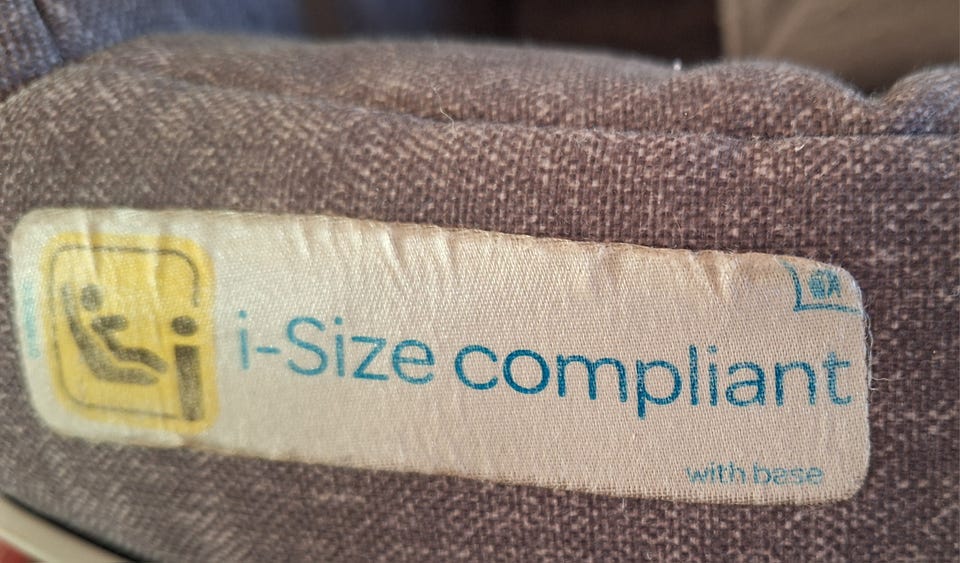 i-Size compliant
with base